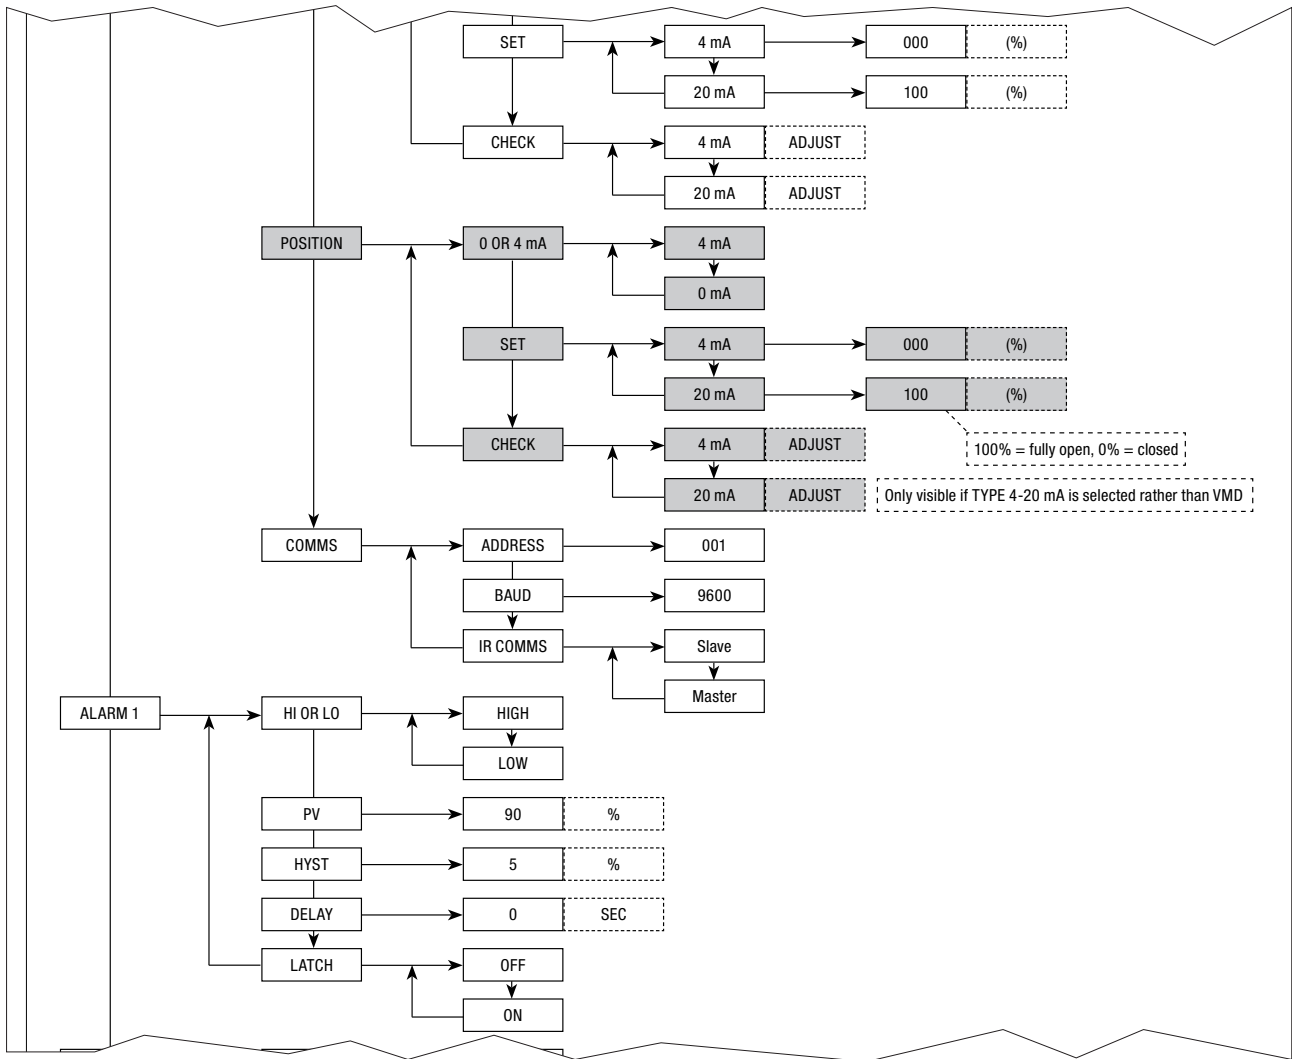 SET 4 mA 000 (%)
20 mA 100 (%)
CHECK 4 mA ADJUST
20 mA ADJUST
POSITION 0 OR 4 mA 4 mA
0 mA
SET 4 mA 000 (%)
20 mA 100 (%)
CHECK 4 mA ADJUST
100% = fully open, 0% = closed
20 mA ADJUST Only visible if TYPE 4-20 mA is selected rather than VMD
COMMS ADDRESS 001
BAUD 9600
IR COMMS Slave
Master
ALARM 1 HI OR LO HIGH
LOW
PV 90 %
HYST 5 %
DELAY 0 SEC
LATCH OFF
ON